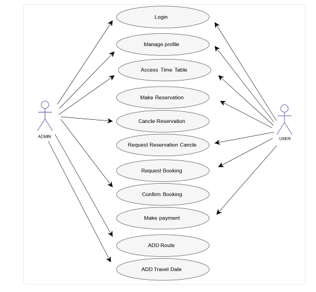 Login
Manage profile
Access Time Table
Make Reservation
ADMIN
Cancle Reservation
USER
Request Reservation Cancle
Request Booking
Confirm Booking
Make payment
ADD Route
ADD Travel Date